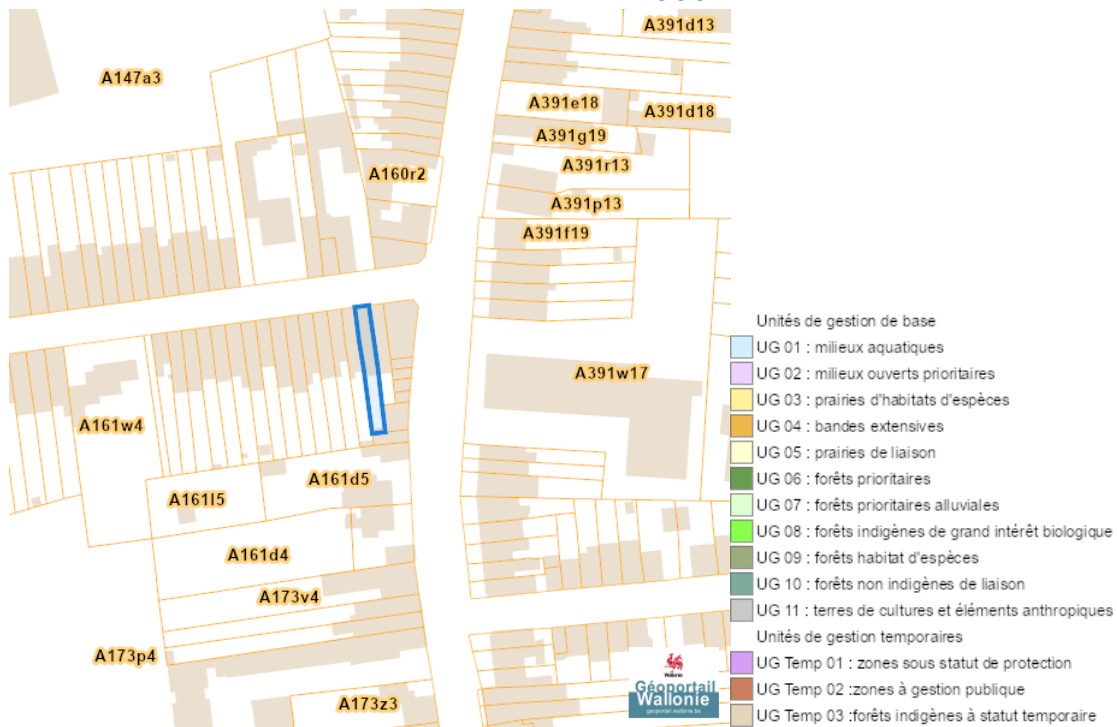 A391d13
A147a3
A391e18
A391d18
A391g19
A391r13
A160r2
A391p13
A391f19
A391w17
A161w4
A161d5
A161l5
A161d4
A173v4
A173p4
A173z3
Wallonie
Géoportail
Wallonie
geoportail.wallonie.be
Unités de gestion de base
UG 01 : milieux aquatiques
UG 02 : milieux ouverts prioritaires
UG 03 : prairies d'habitats d'espèces
UG 04 : bandes extensives
UG 05 : prairies de liaison
UG 06 : forêts prioritaires
UG 07 : forêts prioritaires alluviales
UG 08 : forêts indigènes de grand intérêt biologique
UG 09 : forêts habitat d'espèces
UG 10 : forêts non indigènes de liaison
UG 11 : terres de cultures et éléments anthropiques
Unités de gestion temporaires
UG Temp 01 : zones sous statut de protection
UG Temp 02 :zones à gestion publique
UG Temp 03 :forêts indigènes à statut temporaire